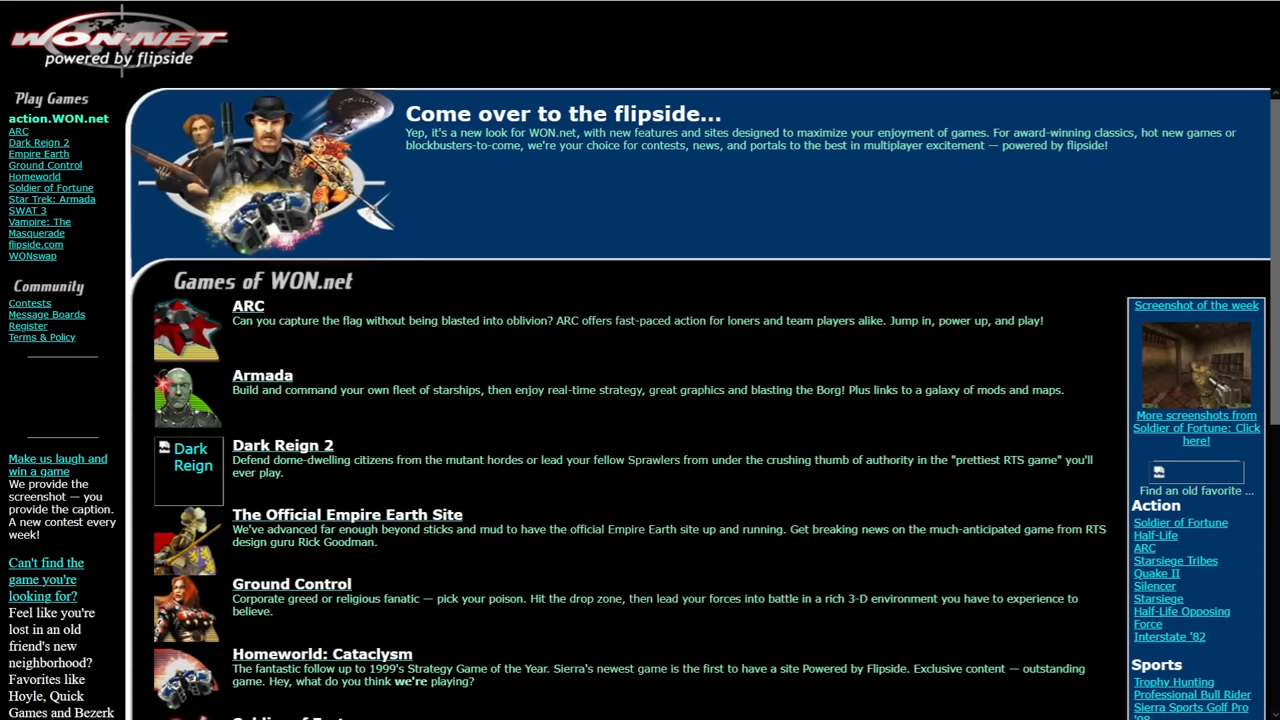 WON·NET
powered by flipside
Play Games
action.WON.net
ARC
Dark Reign 2
Empire Earth
Ground Control
Homeworld
Soldier of Fortune
Star Trek: Armada
SWAT 3
Vampire: The
Masquerade
flipside.com
WONswap
Community
Contests
Message Boards
Register
Terms & Policy
Make us laugh and
win a game
We provide the
screenshot — you
provide the caption.
A new contest every
week!
Can't find the
game you're
looking for?
Feel like you're
lost in an old
friend's new
neighborhood?
Favorites like
Hoyle, Quick
Games and Bezerk
Come over to the flipside...
Yep, it's a new look for WON.net, with new features and sites designed to maximize your enjoyment of games. For award-winning classics, hot new games or
blockbusters-to-come, we're your choice for contests, news, and portals to the best in multiplayer excitement — powered by flipside!
Games of WON.net
ARC
Can you capture the flag without being blasted into oblivion? ARC offers fast-paced action for loners and team players alike. Jump in, power up, and play!
Armada
Build and command your own fleet of starships, then enjoy real-time strategy, great graphics and blasting the Borg! Plus links to a galaxy of mods and maps.
Dark
Reign
Dark Reign 2
Defend dome-dwelling citizens from the mutant hordes or lead your fellow Sprawlers from under the crushing thumb of authority in the "prettiest RTS game" you'll
ever play.
The Official Empire Earth Site
We've advanced far enough beyond sticks and mud to have the official Empire Earth site up and running. Get breaking news on the much-anticipated game from RTS
design guru Rick Goodman.
Ground Control
Corporate greed or religious fanatic — pick your poison. Hit the drop zone, then lead your forces into battle in a rich 3-D environment you have to experience to
believe.
Homeworld: Cataclysm
The fantastic follow up to 1999's Strategy Game of the Year. Sierra's newest game is the first to have a site Powered by Flipside. Exclusive content — outstanding
game. Hey, what do you think we're playing?
Screenshot of the week
More screenshots from
Soldier of Fortune: Click
here!
Find an old favorite ...
Action
Soldier of Fortune
Half-Life
ARC
Starsiege Tribes
Quake II
Silencer
Starsiege
Half-Life Opposing
Force
Interstate '82
Sports
Trophy Hunting
Professional Bull Rider
Sierra Sports Golf Pro